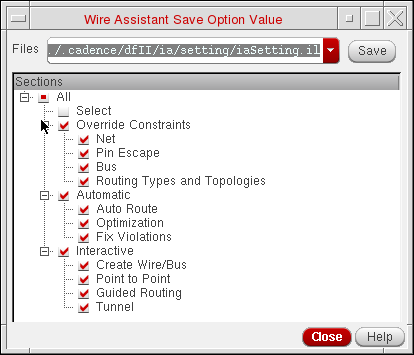 Wire Assistant Save Option Value
Files ./.cadence/dfII/ia/setting/iaSetting.il Save
Sections
All
Select
Override Constraints
Net
Pin Escape
Bus
Routing Types and Topologies
Automatic
Auto Route
Optimization
Fix Violations
Interactive
Create Wire/Bus
Point to Point
Guided Routing
Tunnel
Close Help